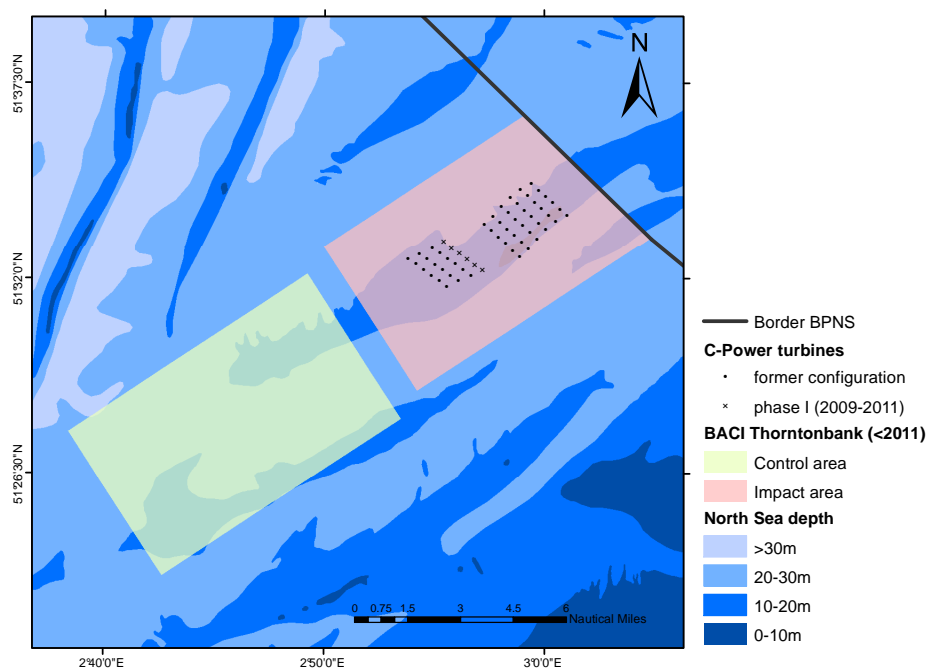 N
51°37'30"N
51°32'0"N
51°26'30"N
2°40'0"E
2°50'0"E
3°0'0"E
0 0.75 1.5 3 4.5 6
Nautical Miles
Border BPNS
C-Power turbines
former configuration
phase I (2009-2011)
BACI Thorntonbank (<2011)
Control area
Impact area
North Sea depth
>30m
20-30m
10-20m
0-10m